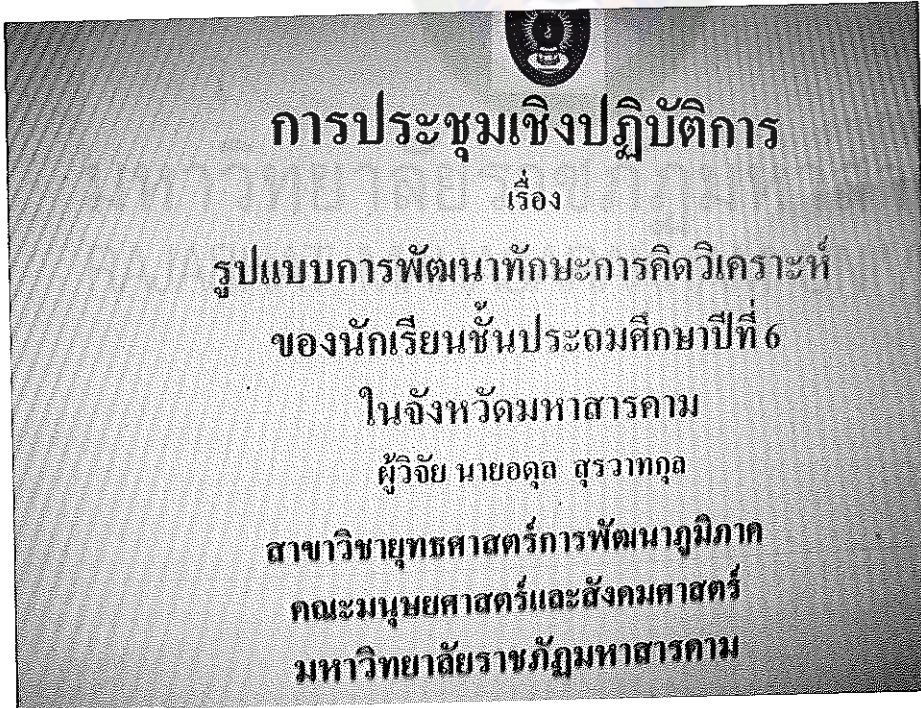 การประชุมเชิงปฏิบัติการ
เรื่อง
รูปแบบการพัฒนาทักษะการคิดวิเคราะห์
ของนักเรียนชั้นประถมศึกษาปีที่ 6
ในจังหวัดมหาสารคาม
ผู้วิจัย นายอดุล สุรวาทกุล
สาขาวิชายุทธศาสตร์การพัฒนาภูมิภาค
คณะมนุษยศาสตร์และสังคมศาสตร์
มหาวิทยาลัยราชภัฏมหาสารคาม